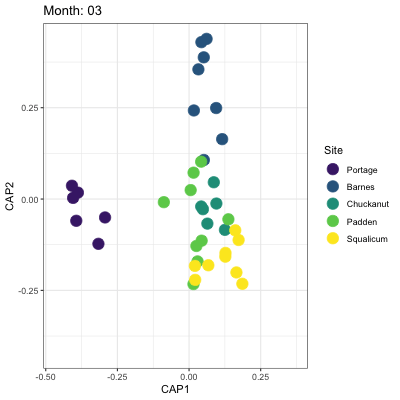 Month: 03
CAP2
0.25
0.00
-0.25
-0.50
-0.25
0.00
0.25
CAP1
Site
Portage
Barnes
Chuckanut
Padden
Squalicum